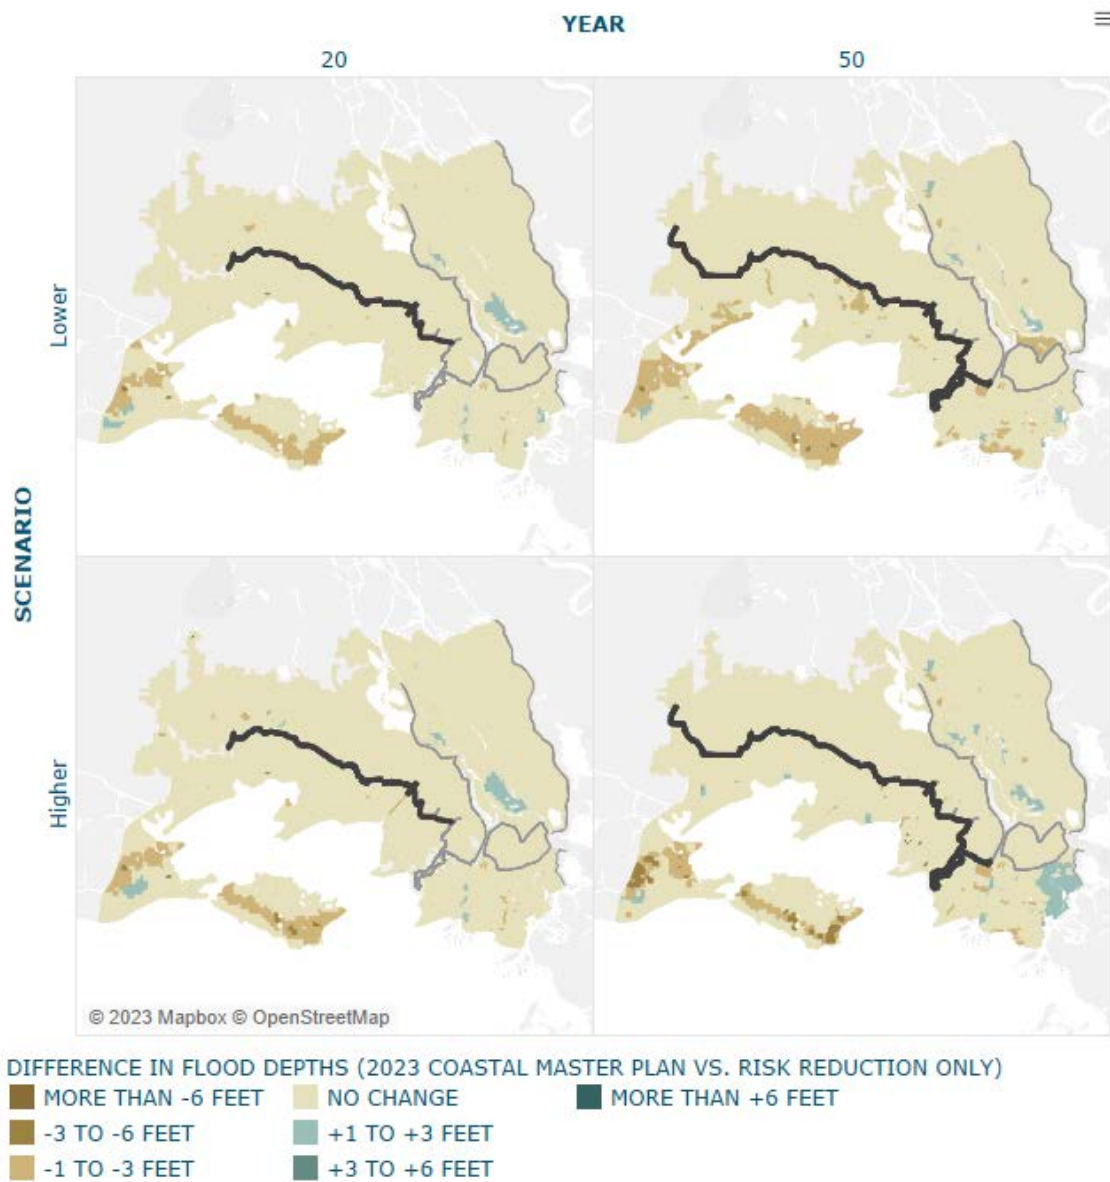 YEAR
20
50
SCENARIO
Lower
Higher
© 2023 Mapbox © OpenStreetMap
DIFFERENCE IN FLOOD DEPTHS (2023 COASTAL MASTER PLAN VS. RISK REDUCTION ONLY)
MORE THAN -6 FEET
NO CHANGE
MORE THAN +6 FEET
-3 TO -6 FEET
+1 TO +3 FEET
-1 TO -3 FEET
+3 TO +6 FEET